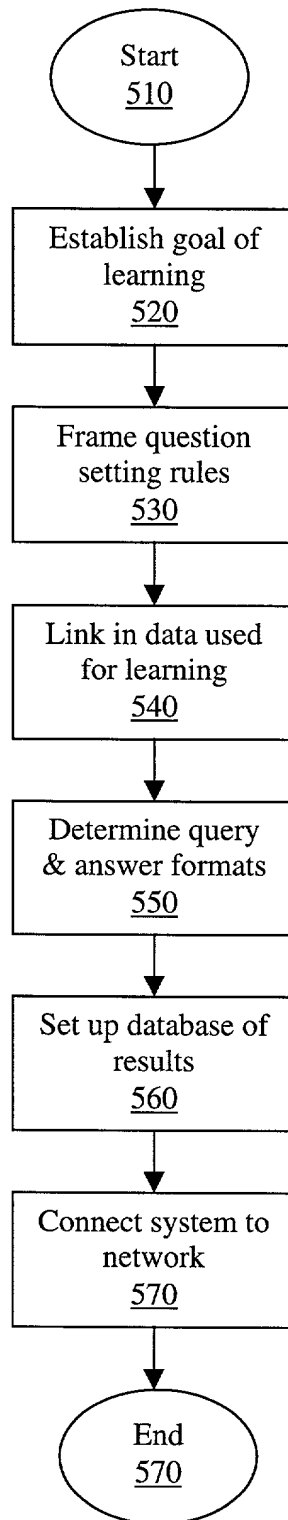 Start
510
Establish goal of
learning
520
Frame question
setting rules
530
Link in data used
for learning
540
Determine query
& answer formats
550
Set up database of
results
560
Connect system to
network
570
End
570